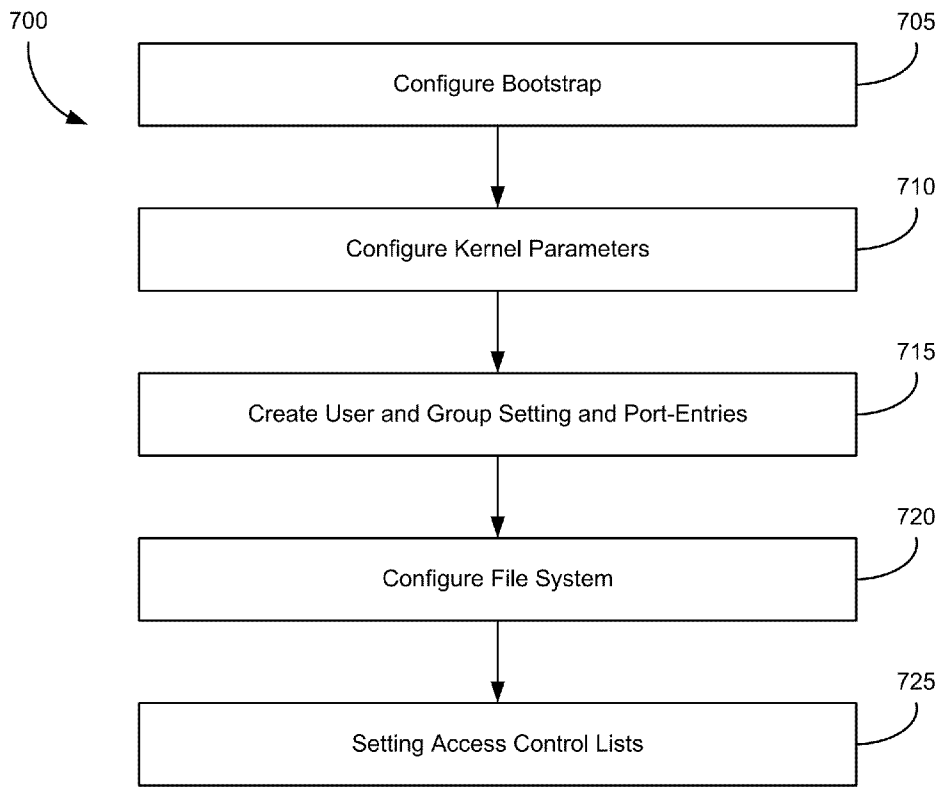 700
705
Configure Bootstrap
710
Configure Kernel Parameters
715
Create User and Group Setting and Port-Entries
720
Configure File System
725
Setting Access Control Lists